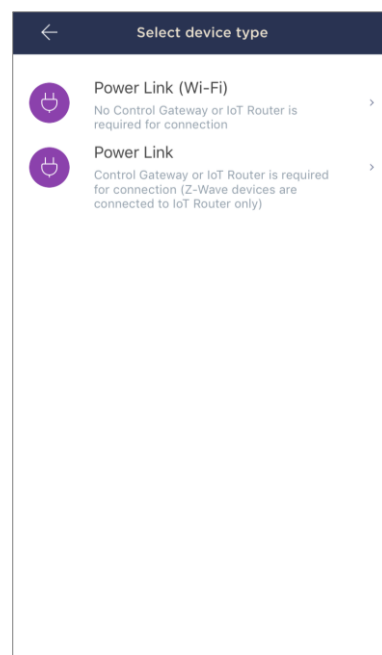 Select device type
Power Link (Wi-Fi)
No Control Gateway or IoT Router is
required for connection
Power Link
Control Gateway or IoT Router is required
for connection (Z-Wave devices are
connected to IoT Router only)